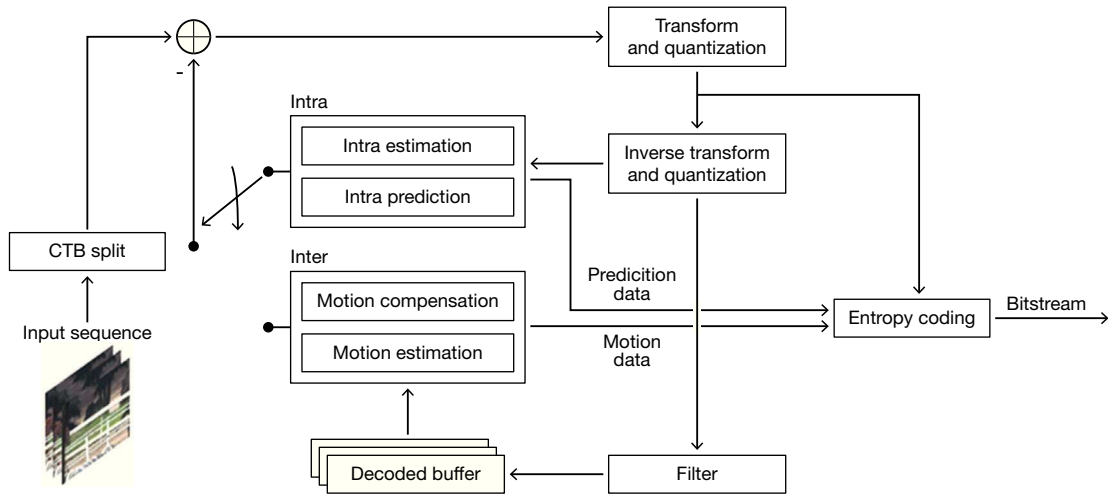 Transform
and quantization
-
Intra
Intra estimation
Intra prediction
Inverse transform
and quantization
CTB split
Input sequence
Inter
Motion compensation
Motion estimation
Predicition
data
Motion
data
Entropy coding
Bitstream
Decoded buffer
Filter